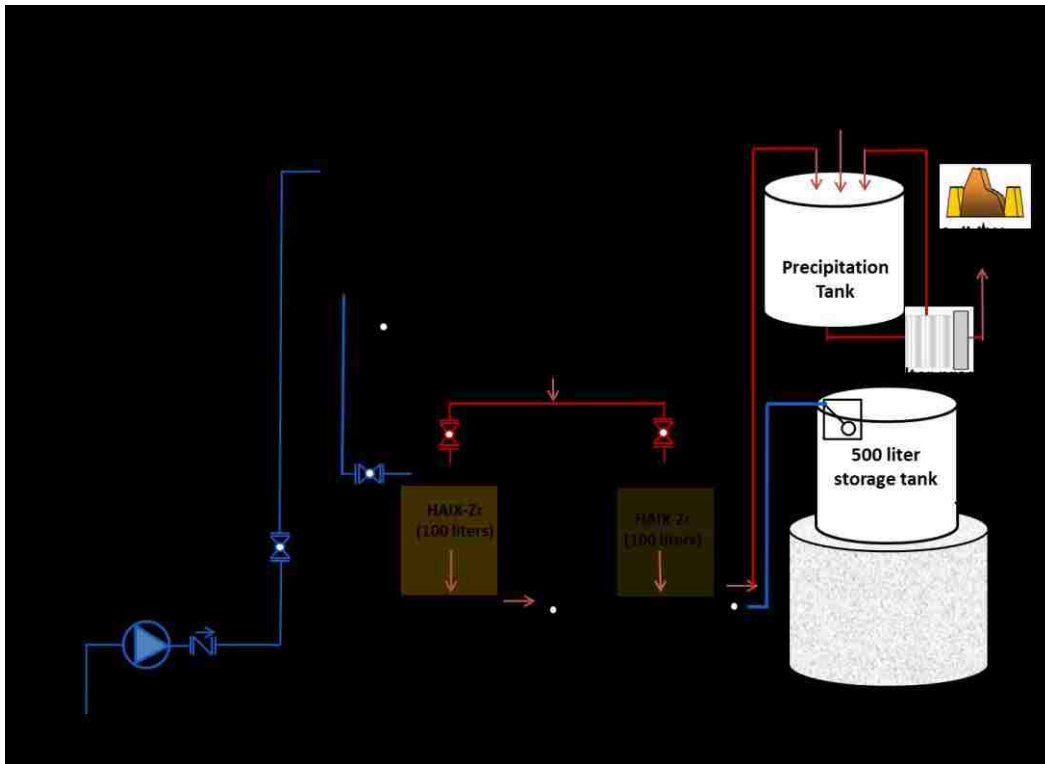 Precipitation
Tank
500 liter
storage tank
HAIX-Zr
(100 liters)
HAIX-Zr
(100 liters)